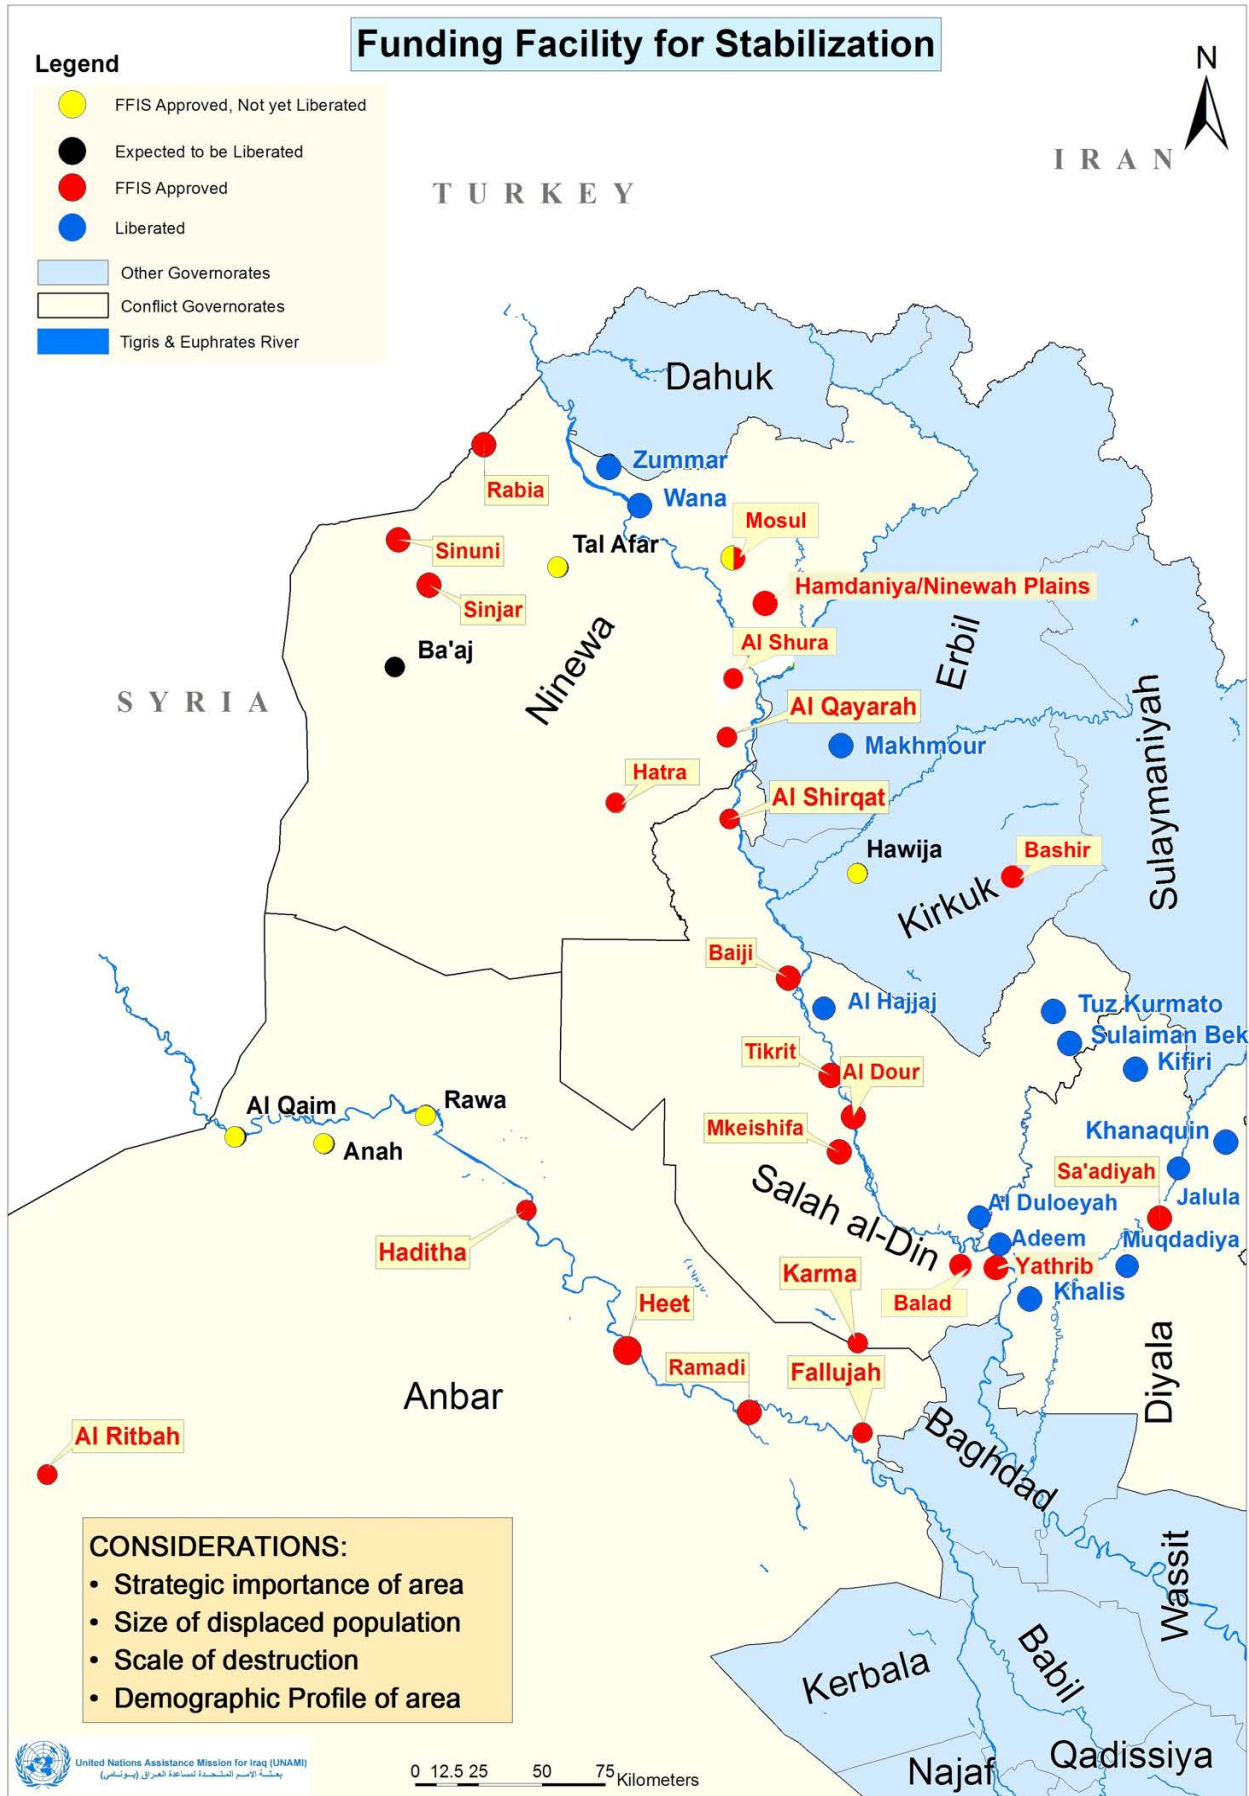 Funding Facility for Stabilization
Legend
FFIS Approved, Not yet Liberated
Expected to be Liberated
FFIS Approved
Liberated
Other Governorates
Conflict Governorates
Tigris & Euphrates River
N
IRAN
TURKEY
SYRIA
Dahuk
Zummar
Rabia
Wana
Mosul
Tal Afar
Sinuni
Hamdaniya/Ninewah Plains
Sinjar
Al Shura
Ba'aj
Ninewa
Erbil
Sulaymaniyah
Al Qayarah
Makhmour
Hatra
Al Shirqat
Hawija
Bashir
Kirkuk
Baiji
Al Hajjaj
Tuz Kurmato
Sulaiman Bek
Kifiri
Tikrit
Al Dour
Al Qaim
Rawa
Anah
Mkeishifa
Khanaquin
Sa'adiyah
Jalula
Salah al-Din
Al Duloeyah
Adeem
Muqdadiya
Haditha
Karma
Yathrib
Balad
Khalis
Heet
Ramadi
Fallujah
Diyala
Anbar
Al Ritbah
Baghdad
Wassit
CONSIDERATIONS:
• Strategic importance of area
• Size of displaced population
• Scale of destruction
• Demographic Profile of area
Kerbala
Babil
Najaf
Qadissiya
United Nations Assistance Mission for Iraq (UNAMI)
بعثة الأمم المتحدة لمساعدة العراق (يونامي)
0 12.5 25 50 75 Kilometers